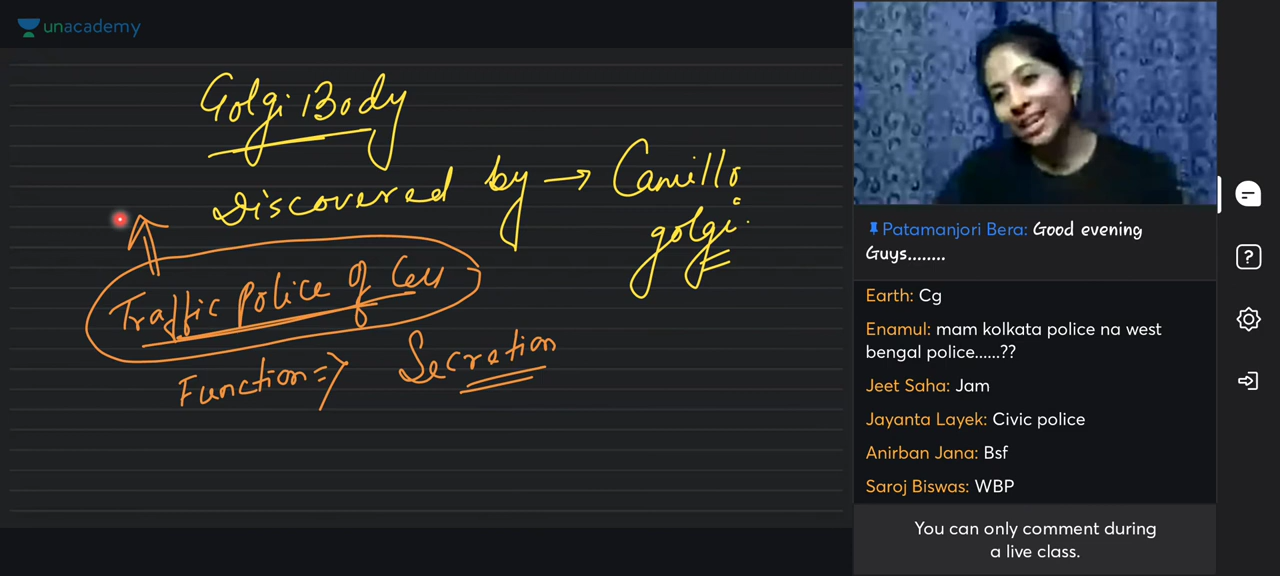 unacademy
Golgi Body
Discovered by → Camillo
golgi
Traffic Police of Cell
Function ⇒ Secretion
Patamanjori Bera: Good evening
Guys........
Earth: Cg
Enamul: mam kolkata police na west
bengal police......??
Jeet Saha: Jam
Jayanta Layek: Civic police
Anirban Jana: Bsf
Saroj Biswas: WBP
You can only comment during
a live class.